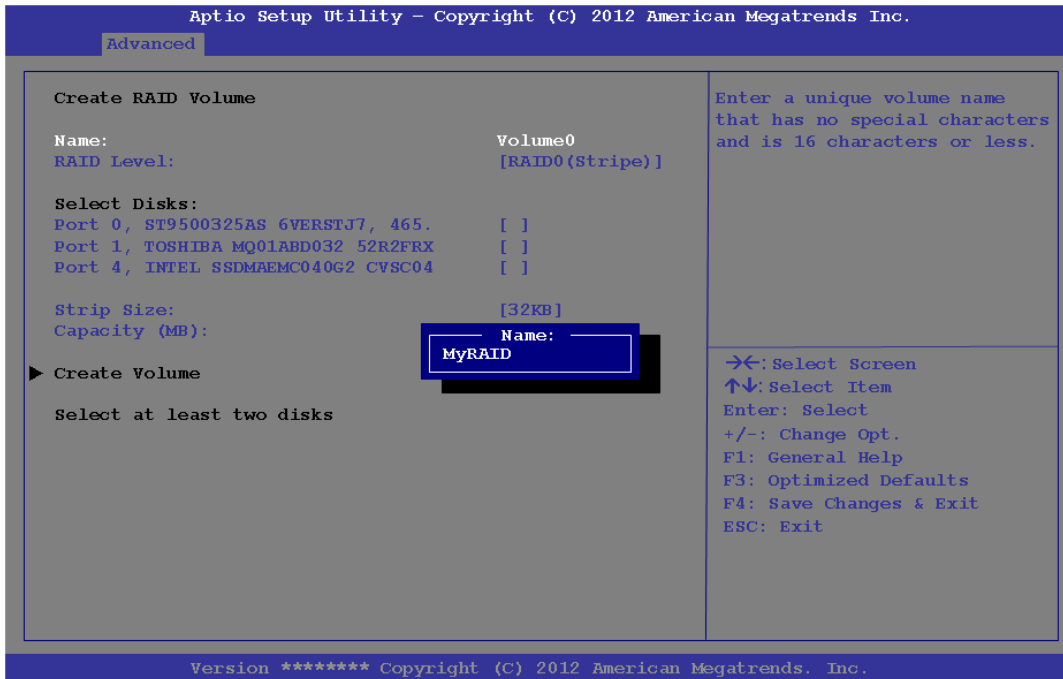 Aptio Setup Utility – Copyright (C) 2012 American Megatrends Inc.
Advanced
Create RAID Volume
Name: Volume0
RAID Level: [RAID0(Stripe)]
Select Disks:
Port 0, ST9500325AS 6VERSTJ7, 465. [ ]
Port 1, TOSHIBA MQ01ABD032 52R2FRX [ ]
Port 4, INTEL SSDMAEMC040G2 CVSC04 [ ]
Strip Size: [32KB]
Capacity (MB):
Name:
MyRAID
▶ Create Volume
Select at least two disks
Enter a unique volume name
that has no special characters
and is 16 characters or less.
→←: Select Screen
↑↓: Select Item
Enter: Select
+/-: Change Opt.
F1: General Help
F3: Optimized Defaults
F4: Save Changes & Exit
ESC: Exit
Version ******** Copyright (C) 2012 American Megatrends. Inc.